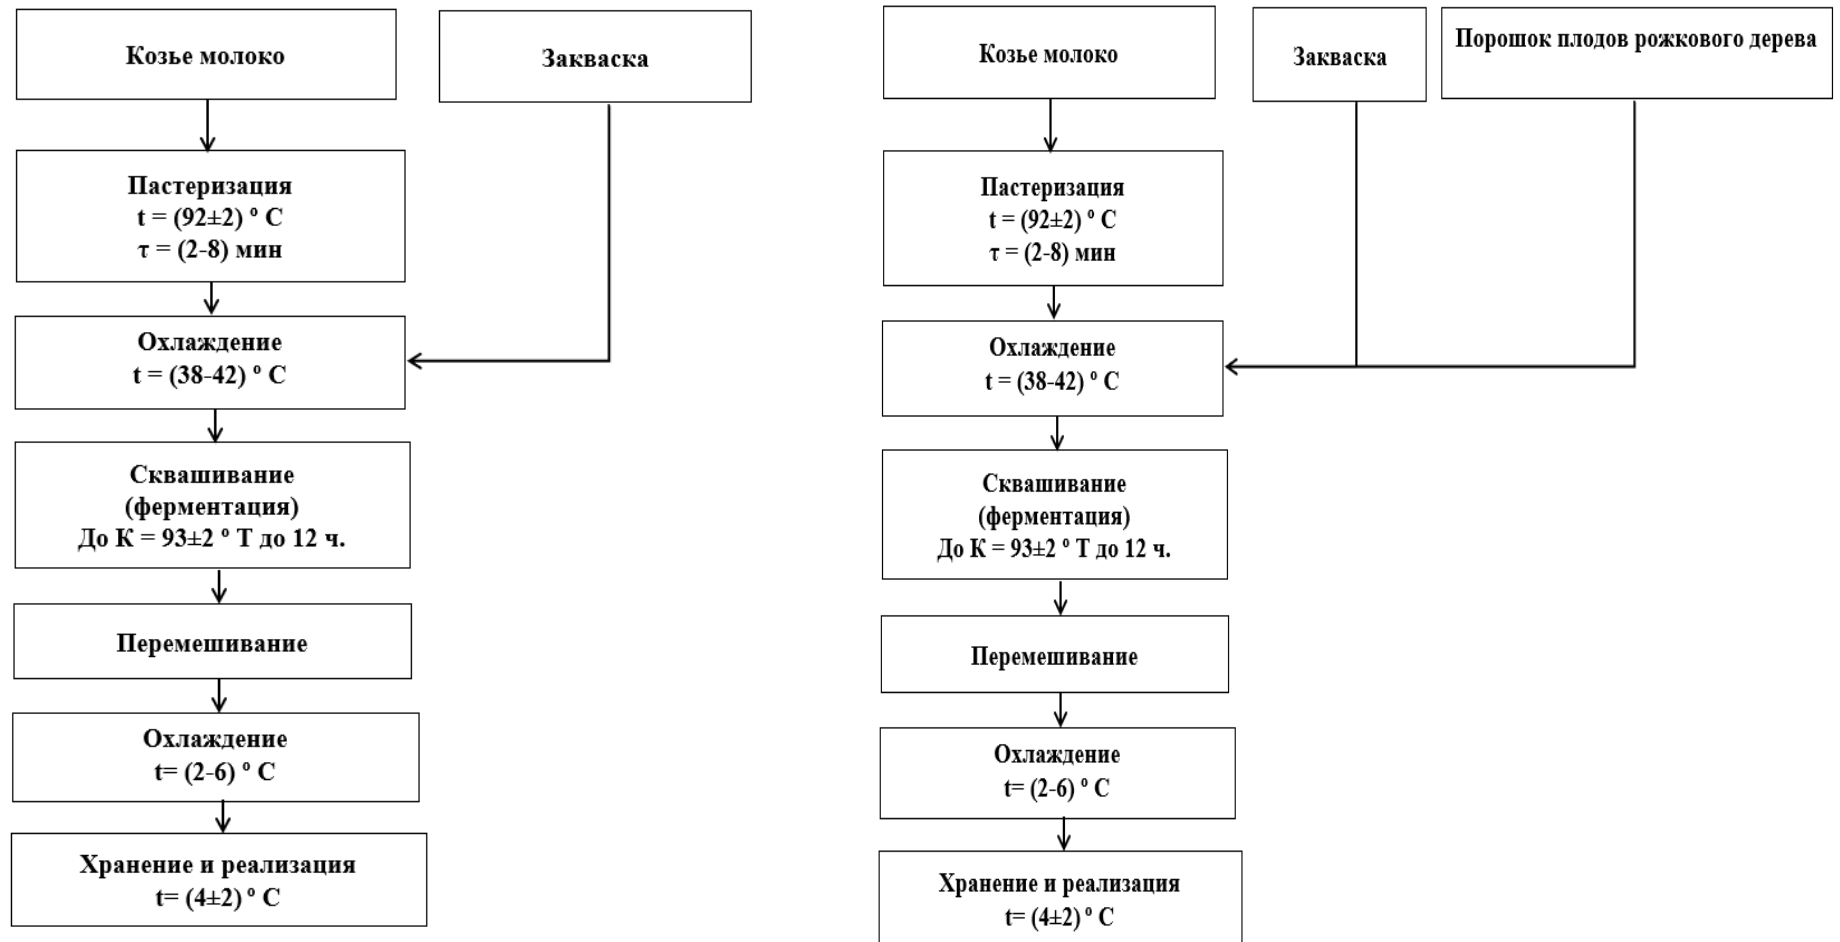 Козье молоко
Закваска
Пастеризация
t = (92±2) º С
τ = (2-8) мин
Охлаждение
t = (38-42) º С
Сквашивание
(ферментация)
До К = 93±2 º Т до 12 ч.
Перемешивание
Охлаждение
t= (2-6) º С
Хранение и реализация
t= (4±2) º С
Козье молоко
Закваска
Порошок плодов рожкового дерева
Пастеризация
t = (92±2) º С
τ = (2-8) мин
Охлаждение
t = (38-42) º С
Сквашивание
(ферментация)
До К = 93±2 º Т до 12 ч.
Перемешивание
Охлаждение
t= (2-6) º С
Хранение и реализация
t= (4±2) º С